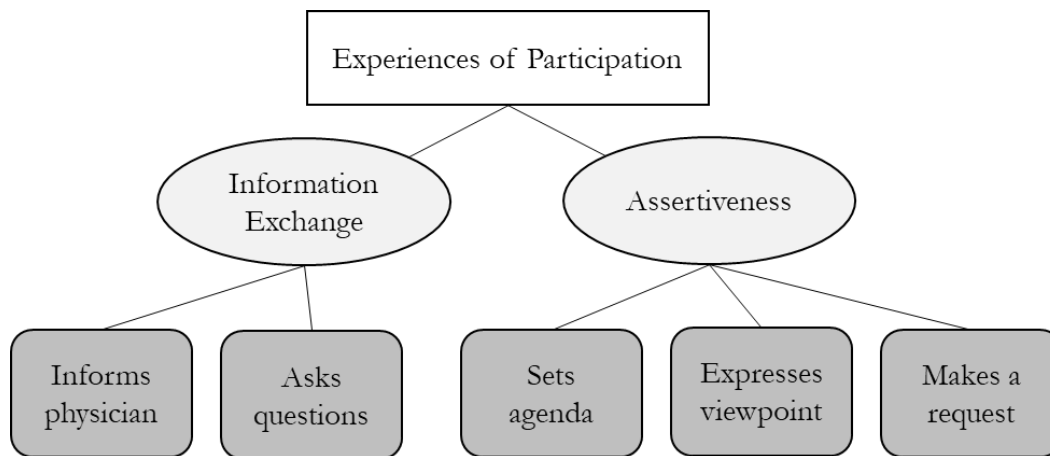 Experiences of Participation
Information
Exchange
Assertiveness
Informs
physician
Asks
questions
Sets
agenda
Expresses
viewpoint
Makes a
request